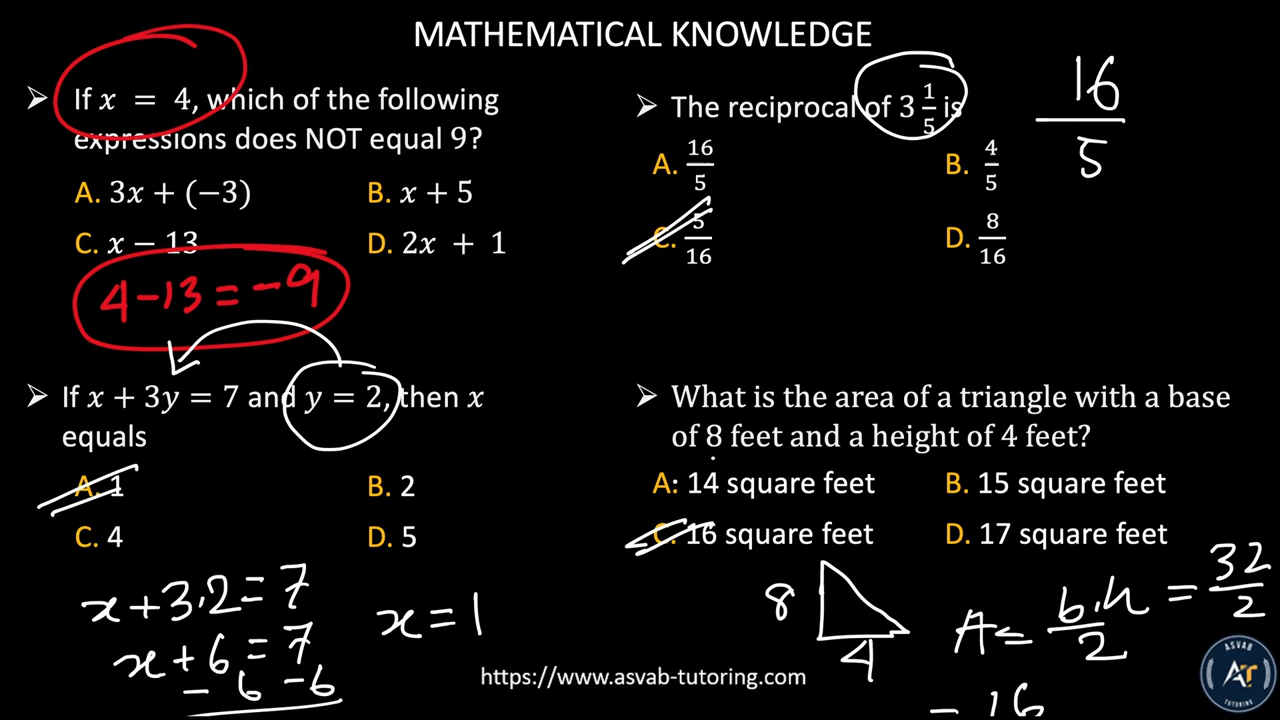 MATHEMATICAL KNOWLEDGE
➢ If x = 4, which of the following
expressions does NOT equal 9?
A. 3x + (−3) B. x + 5
C. x − 13 D. 2x + 1
4 − 13 = −9
➢ The reciprocal of 3 1/5 is
16/5
A. 16/5 B. 4/5
C. 5/16 D. 8/16
➢ If x + 3y = 7 and y = 2, then x
equals
A. 1 B. 2
C. 4 D. 5
x + 3.2 = 7
x + 6 = 7
− 6 − 6
x = 1
➢ What is the area of a triangle with a base
of 8 feet and a height of 4 feet?
A: 14 square feet B. 15 square feet
C. 16 square feet D. 17 square feet
8
4
A = b.h/2 = 32/2
16
https://www.asvab-tutoring.com
ASVAB
AT
TUTORING